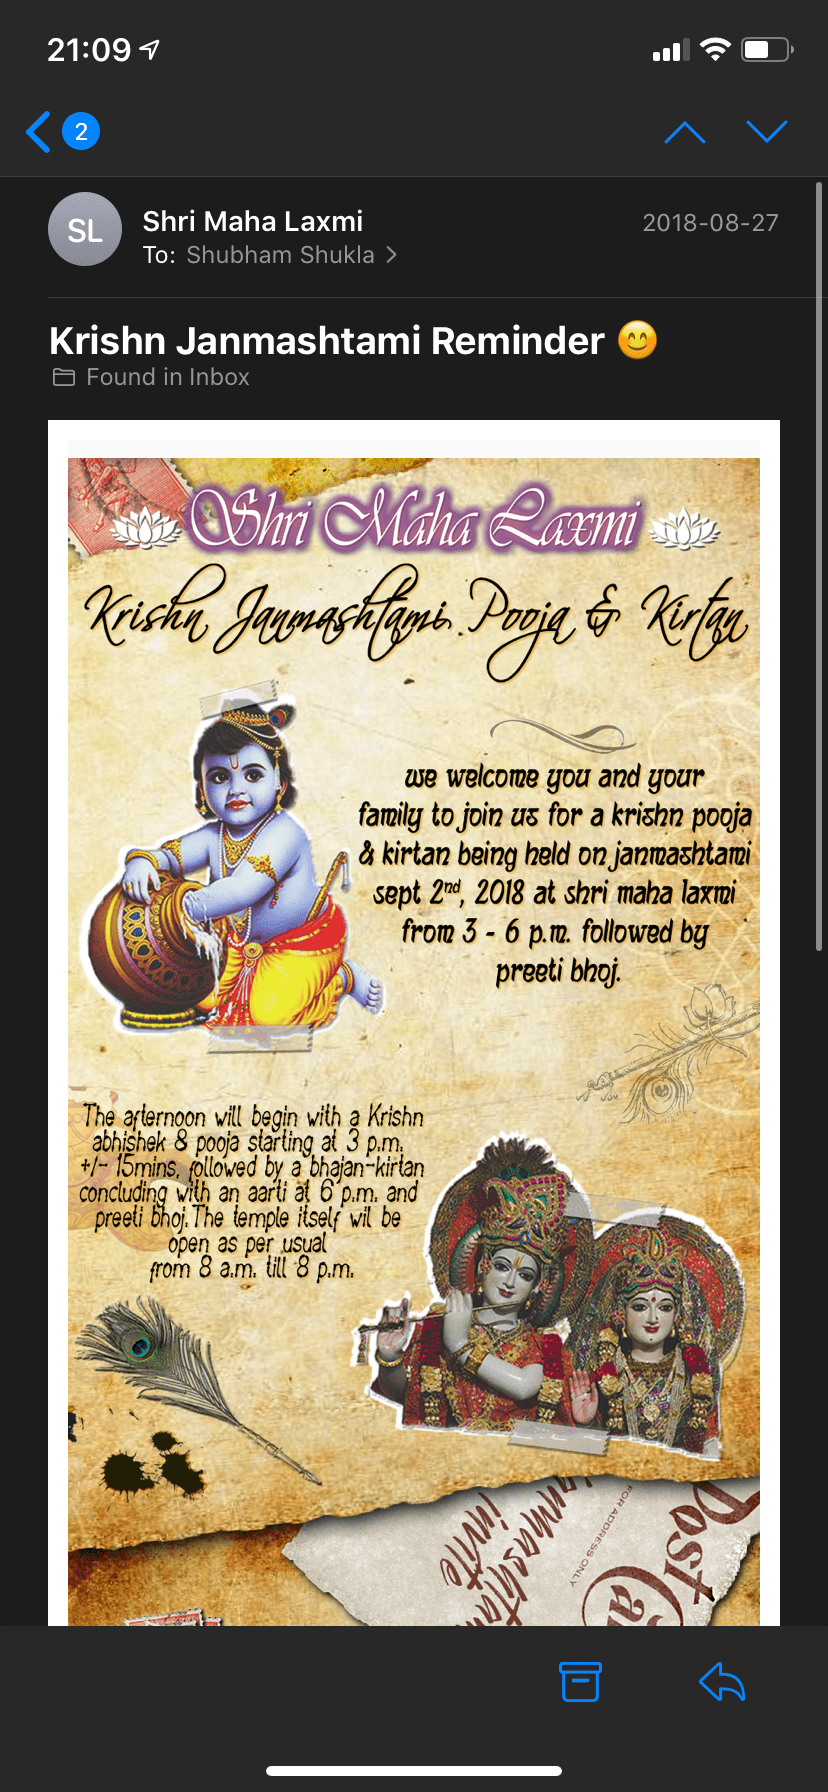 21:09
2
SL
Shri Maha Laxmi
2018-08-27
To: Shubham Shukla
Krishn Janmashtami Reminder 😊
Found in Inbox
Shri Maha Laxmi
Krishn Janmashtami Pooja & Kirtan
we welcome you and your
family to join us for a krishn pooja
& kirtan being held on janmashtami
sept 2nd, 2018 at shri maha laxmi
from 3 - 6 p.m. followed by
preeti bhoj.
The afternoon will begin with a Krishn
abhishek & pooja starting at 3 p.m.
+/- 15mins, followed by a bhajan-kirtan
concluding with an aarti at 6 p.m. and
preeti bhoj. The temple itself wil be
open as per usual
from 8 a.m. till 8 p.m.
Post
FOR ADDRESS ONLY
invite